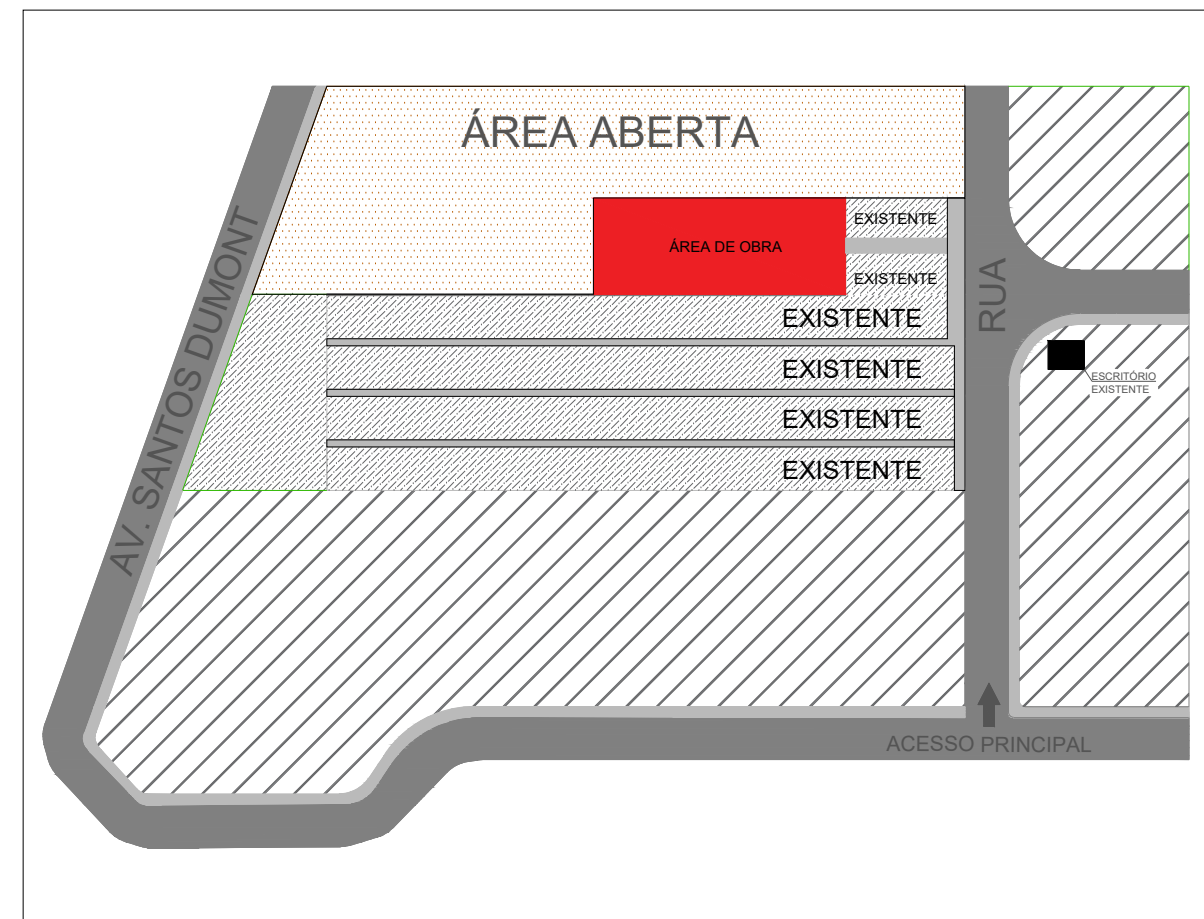 ÁREA ABERTA
EXISTENTE
ÁREA DE OBRA
EXISTENTE
AV. SANTOS DUMONT
RUA
EXISTENTE
EXISTENTE
ESCRITÓRIO
EXISTENTE
EXISTENTE
EXISTENTE
ACESSO PRINCIPAL